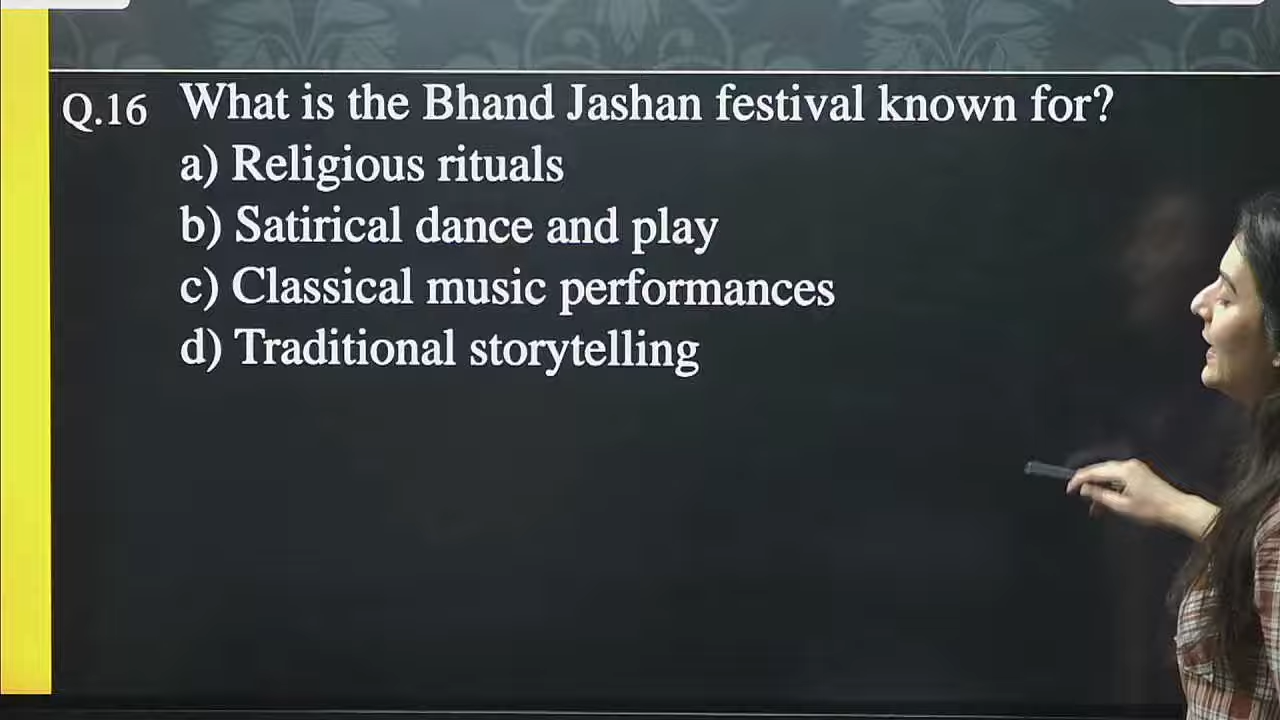 Q.16 What is the Bhand Jashan festival known for?
a) Religious rituals
b) Satirical dance and play
c) Classical music performances
d) Traditional storytelling